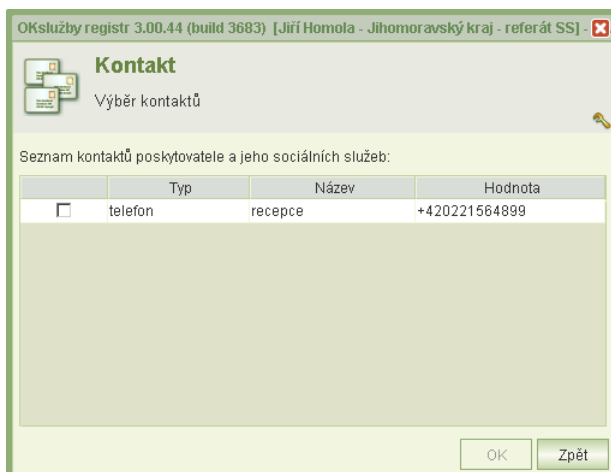 OKslužby registr 3.00.44 (build 3683) [Jiří Homola - Jihomoravský kraj - referát SS] -
Kontakt
Výběr kontaktů
Seznam kontaktů poskytovatele a jeho sociálních služeb:
Typ Název Hodnota
telefon recepce +420221564899
OK Zpět